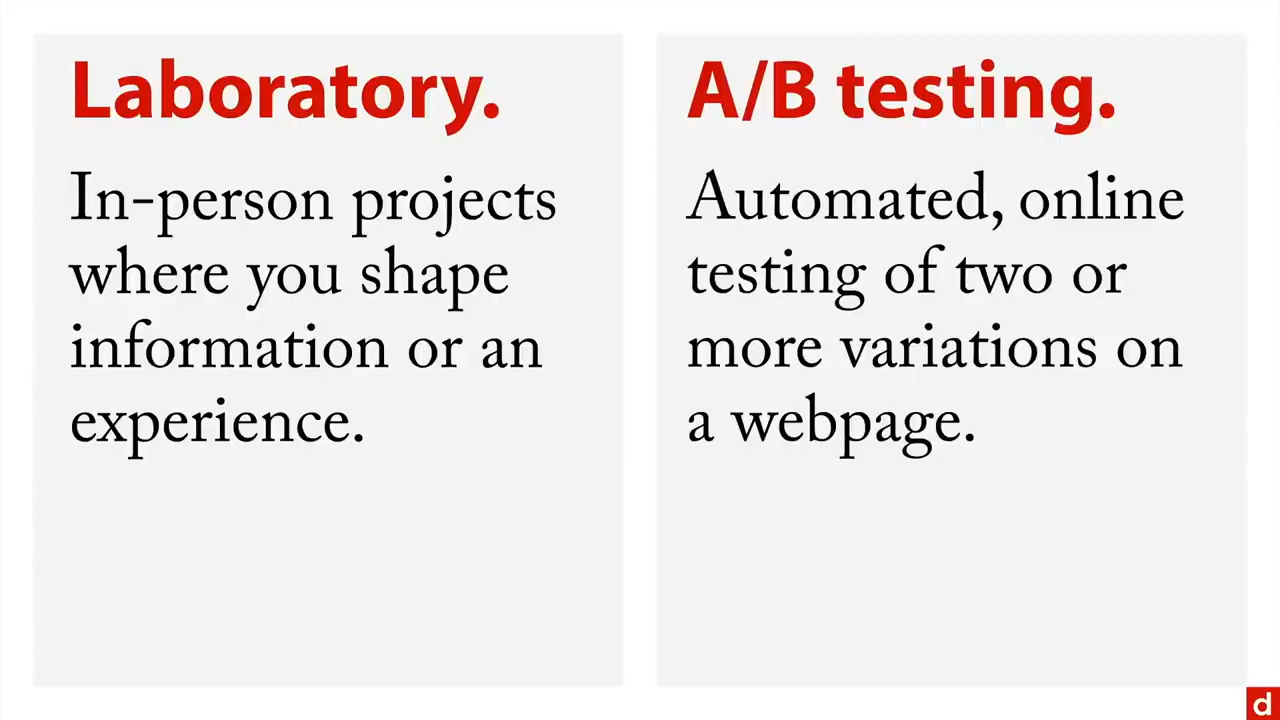 Laboratory.
In-person projects
where you shape
information or an
experience.
A/B testing.
Automated, online
testing of two or
more variations on
a webpage.
d